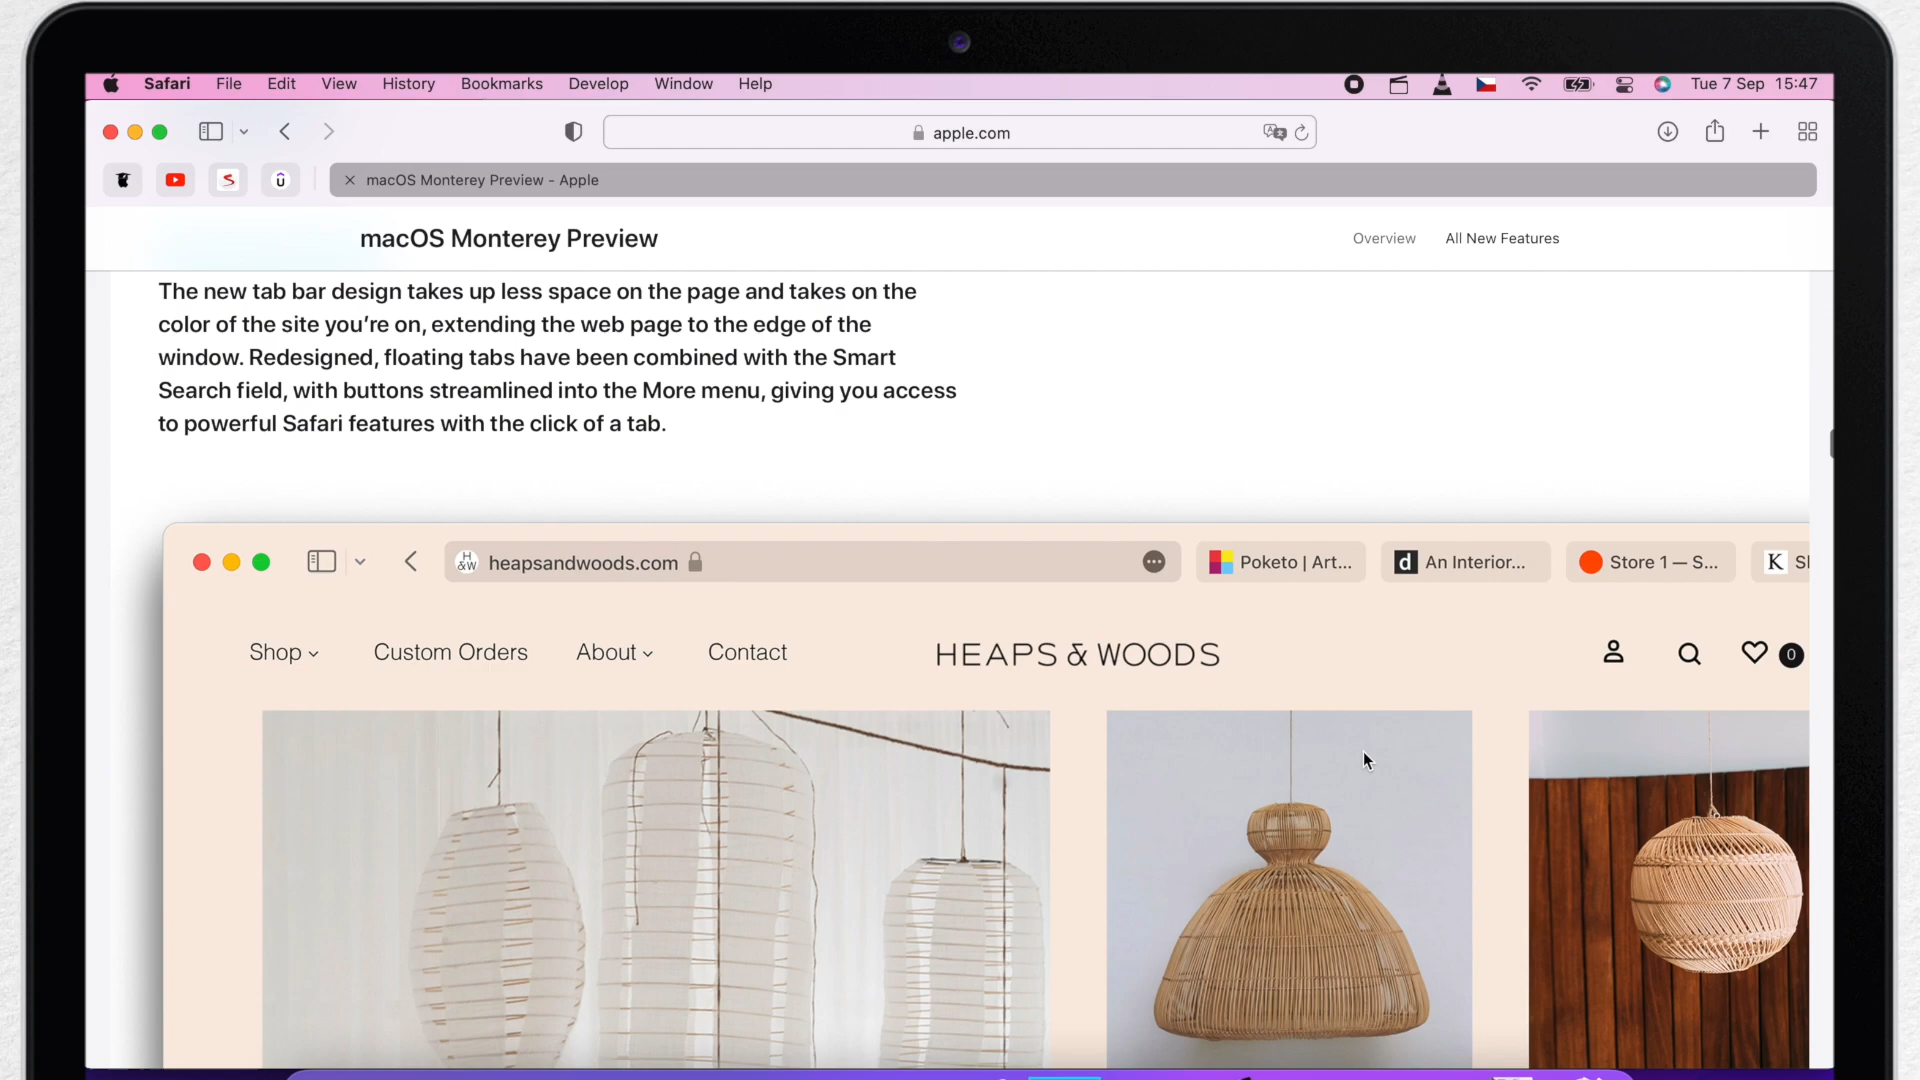 Safari File Edit View History Bookmarks Develop Window Help Tue 7 Sep 15:47
apple.com
macOS Monterey Preview - Apple
macOS Monterey Preview Overview All New Features
The new tab bar design takes up less space on the page and takes on the
color of the site you’re on, extending the web page to the edge of the
window. Redesigned, floating tabs have been combined with the Smart
Search field, with buttons streamlined into the More menu, giving you access
to powerful Safari features with the click of a tab.
H &W heapsandwoods.com Poketo | Art... d An Interior... Store 1 — S... K
Shop Custom Orders About Contact HEAPS & WOODS 0